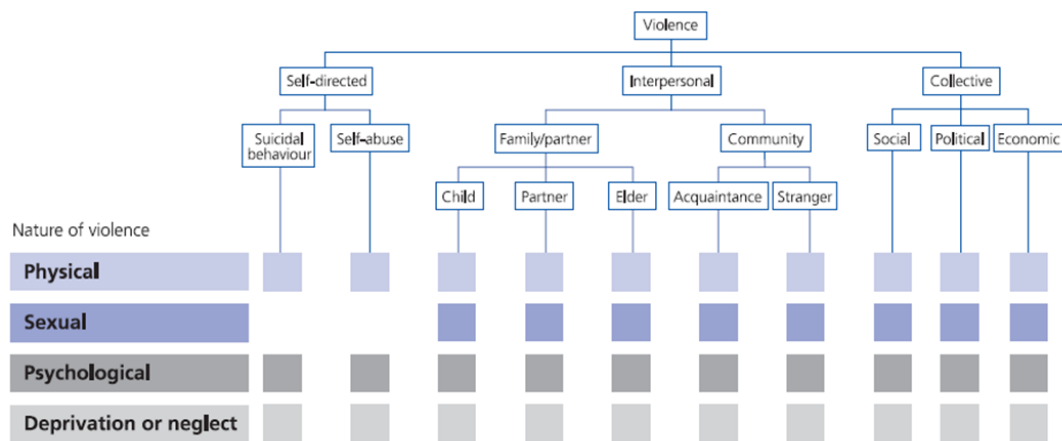 Violence
Self-directed
Interpersonal
Collective
Suicidal
behaviour
Self-abuse
Family/partner
Community
Social
Political
Economic
Child
Partner
Elder
Acquaintance
Stranger
Nature of violence
Physical
Sexual
Psychological
Deprivation or neglect